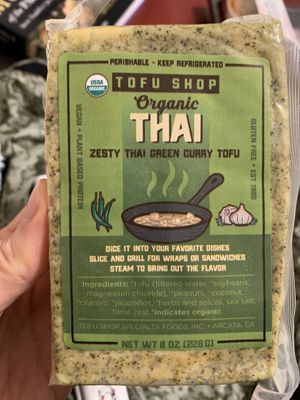 PERISHABLE - KEEP REFRIGERATED
TOFU SHOP
USDA
ORGANIC
Organic
THAI
ZESTY THAI GREEN CURRY TOFU
VEGAN • PLANT BASED PROTEIN
GLUTEN FREE • EST 1980
DICE IT INTO YOUR FAVORITE DISHES
SLICE AND GRILL FOR WRAPS OR SANDWICHES
STEAM TO BRING OUT THE FLAVOR
Ingredients: *tofu (filtered water, *soybeans,
magnesium chloride), *peanuts, *coconut,
*cilantro, *jalapeños, *herbs and spices, sea salt,
*lime zest *indicates organic
TOFU SHOP SPECIALTY FOODS, INC. • ARCATA, CA
NET WT 8 OZ (226G)